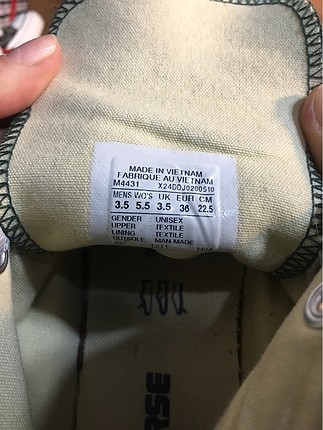 MADE IN VIETNAM
FABRIQUE AU VIETNAM
M4431 X24DDJ0200510
MENS WO'S UK EUR CM
3.5 5.5 3.5 36 22.5
GENDER UNISEX
UPPER TEXTILE
LINING TEXTILE
OUTSOLE MAN-MADE
RSE